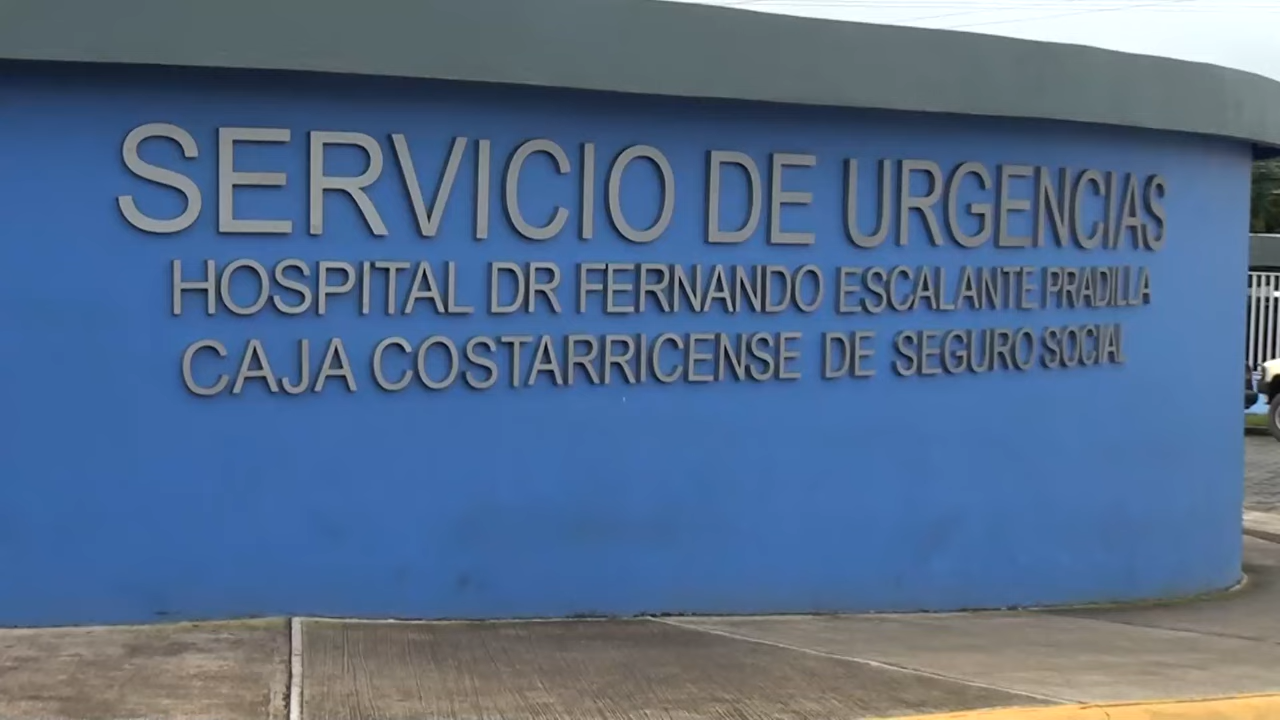 SERVICIO DE URGENCIAS
HOSPITAL DR FERNANDO ESCALANTE PRADILLA
CAJA COSTARRICENSE DE SEGURO SOCIAL